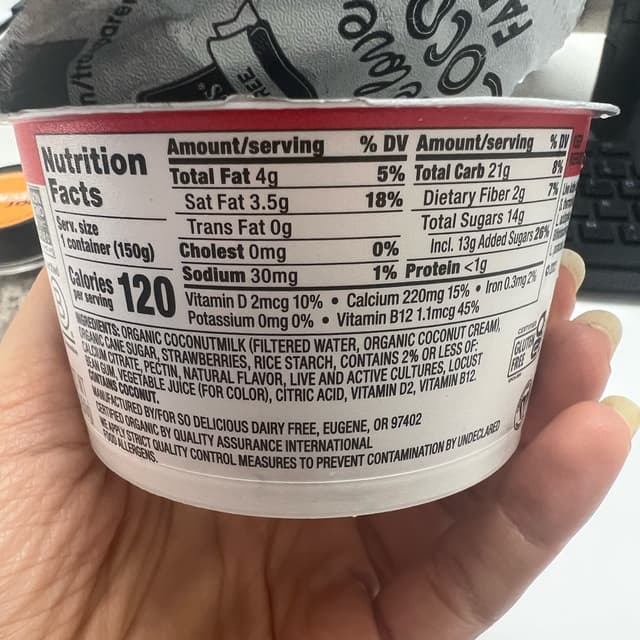 n/transpare
FREE
love
COCO
FA
Nutrition
Facts
Serv. size
1 container (150g)
Calories
per serving
120
Amount/serving % DV
Total Fat 4g 5%
Sat Fat 3.5g 18%
Trans Fat 0g
Cholest 0mg 0%
Sodium 30mg 1%
Amount/serving % DV
Total Carb 21g 8%
Dietary Fiber 2g 7%
Total Sugars 14g
Incl. 13g Added Sugars 26%
Protein <1g
Vitamin D 2mcg 10% • Calcium 220mg 15% • Iron 0.3mg 2%
Potassium 0mg 0% • Vitamin B12 1.1mcg 45%
INGREDIENTS: ORGANIC COCONUTMILK (FILTERED WATER, ORGANIC COCONUT CREAM),
ORGANIC CANE SUGAR, STRAWBERRIES, RICE STARCH, CONTAINS 2% OR LESS OF:
CALCIUM CITRATE, PECTIN, NATURAL FLAVOR, LIVE AND ACTIVE CULTURES, LOCUST
BEAN GUM, VEGETABLE JUICE (FOR COLOR), CITRIC ACID, VITAMIN D2, VITAMIN B12.
CONTAINS COCONUT.
MANUFACTURED BY/FOR SO DELICIOUS DAIRY FREE, EUGENE, OR 97402
CERTIFIED ORGANIC BY QUALITY ASSURANCE INTERNATIONAL
WE APPLY STRICT QUALITY CONTROL MEASURES TO PREVENT CONTAMINATION BY UNDECLARED
FOOD ALLERGENS.
CERTIFIED
GLUTEN
FREE